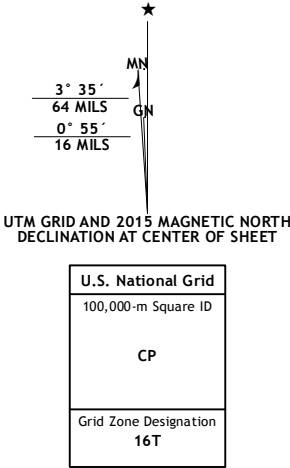 MN
3° 35´
64 MILS
GN
0° 55´
16 MILS
UTM GRID AND 2015 MAGNETIC NORTH
DECLINATION AT CENTER OF SHEET
U.S. National Grid
100,000-m Square ID
CP
Grid Zone Designation
16T